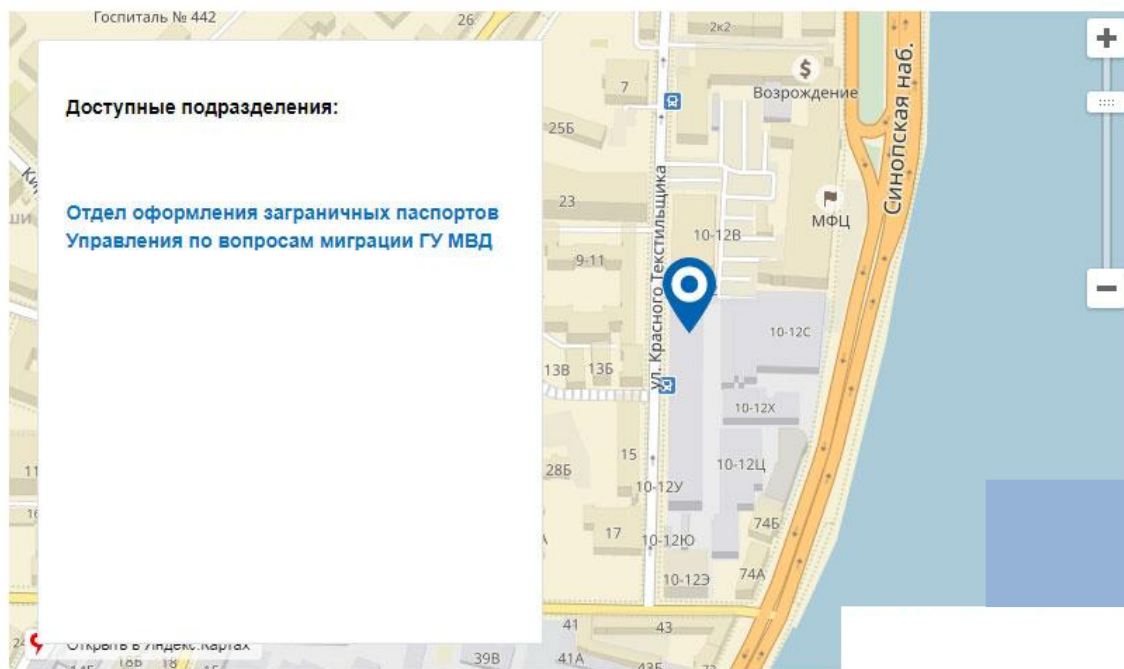 Госпиталь № 442
26
2к2
Возрождение
7
25Б
Синопская наб.
Доступные подразделения:
Отдел оформления заграничных паспортов
Управления по вопросам миграции ГУ МВД
23
МФЦ
10-12В
9-11
ул. Красного Текстильщика
10-12С
13В
13Б
10-12Х
15
28Б
10-12Ц
10-12У
74Б
17
10-12Ю
10-12Э
74А
41
43
Открыть в Яндекс.Картах
18Б
18
39В
41А